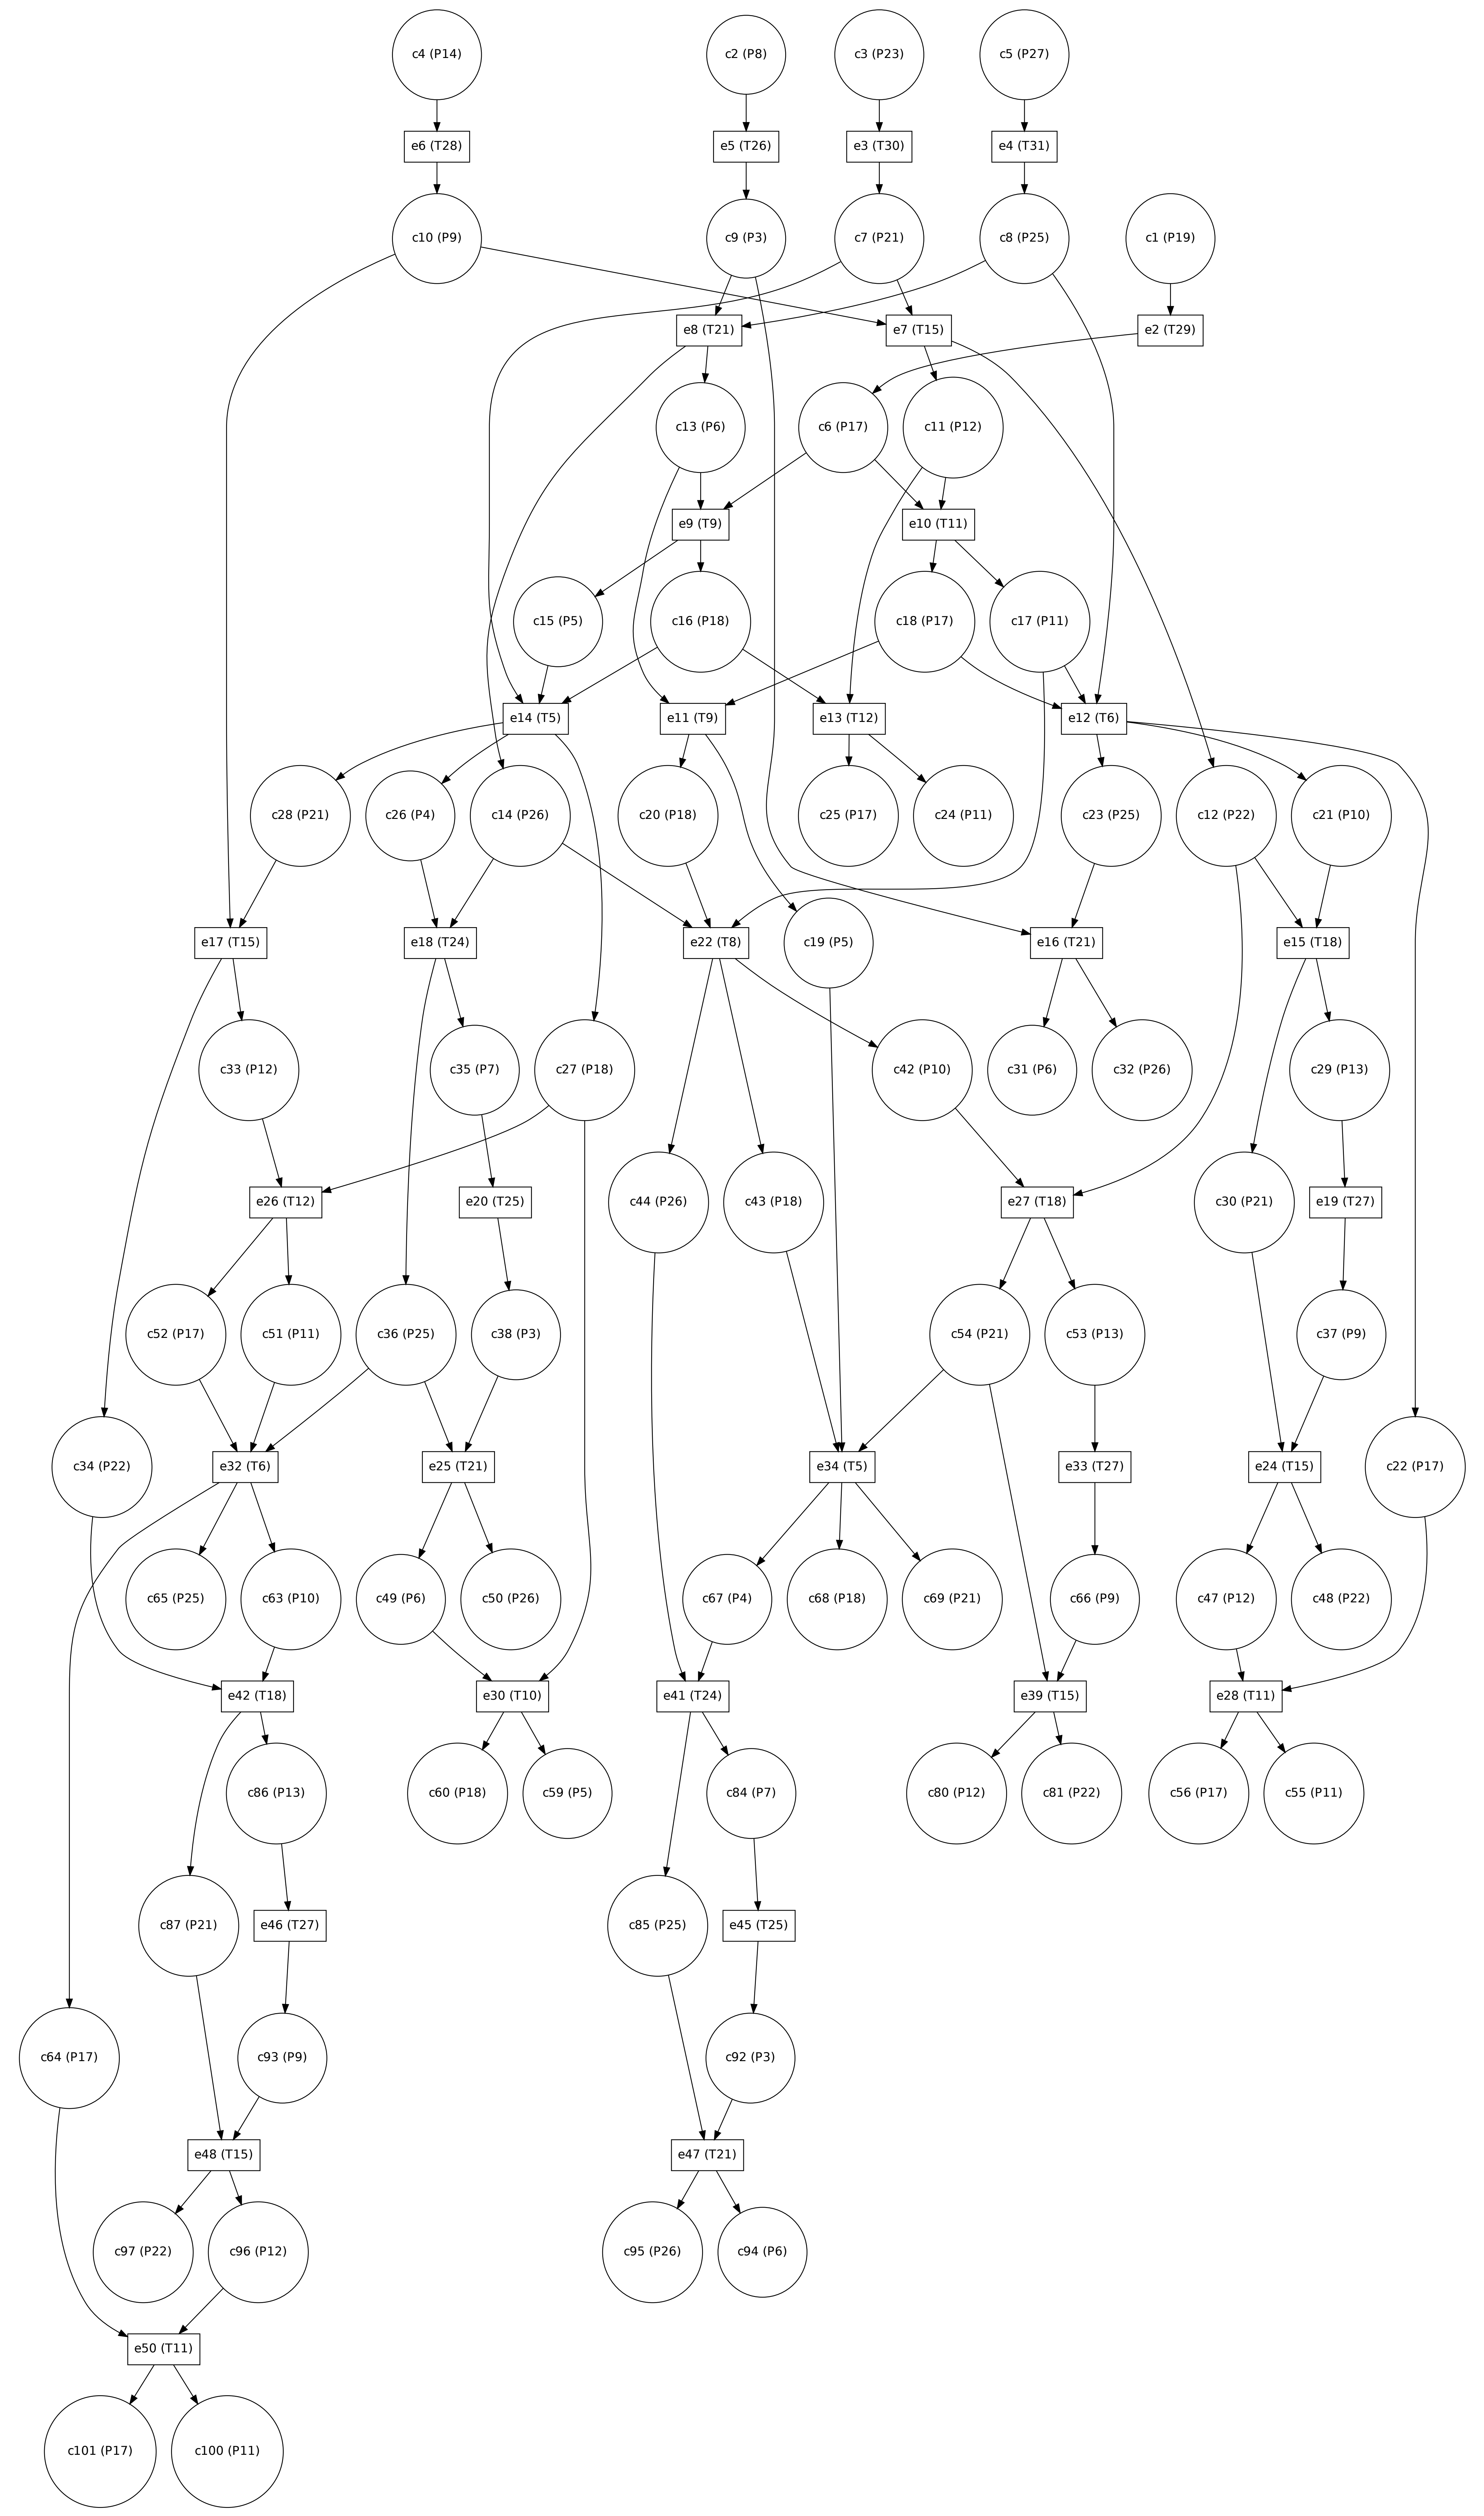 c4 (P14)
c2 (P8)
c3 (P23)
c5 (P27)
e6 (T28)
e5 (T26)
e3 (T30)
e4 (T31)
c10 (P9)
c9 (P3)
c7 (P21)
c8 (P25)
c1 (P19)
e8 (T21)
e7 (T15)
e2 (T29)
c13 (P6)
c6 (P17)
c11 (P12)
e9 (T9)
e10 (T11)
c15 (P5)
c16 (P18)
c18 (P17)
c17 (P11)
e14 (T5)
e11 (T9)
e13 (T12)
e12 (T6)
c28 (P21)
c26 (P4)
c14 (P26)
c20 (P18)
c25 (P17)
c24 (P11)
c23 (P25)
c12 (P22)
c21 (P10)
e17 (T15)
e18 (T24)
e22 (T8)
c19 (P5)
e16 (T21)
e15 (T18)
c33 (P12)
c35 (P7)
c27 (P18)
c42 (P10)
c31 (P6)
c32 (P26)
c29 (P13)
e26 (T12)
e20 (T25)
c44 (P26)
c43 (P18)
e27 (T18)
c30 (P21)
e19 (T27)
c52 (P17)
c51 (P11)
c36 (P25)
c38 (P3)
c54 (P21)
c53 (P13)
c37 (P9)
c34 (P22)
e32 (T6)
e25 (T21)
e34 (T5)
e33 (T27)
e24 (T15)
c22 (P17)
c65 (P25)
c63 (P10)
c49 (P6)
c50 (P26)
c67 (P4)
c68 (P18)
c69 (P21)
c66 (P9)
c47 (P12)
c48 (P22)
e42 (T18)
e30 (T10)
e41 (T24)
e39 (T15)
e28 (T11)
c86 (P13)
c60 (P18)
c59 (P5)
c84 (P7)
c80 (P12)
c81 (P22)
c56 (P17)
c55 (P11)
c87 (P21)
e46 (T27)
c85 (P25)
e45 (T25)
c64 (P17)
c93 (P9)
c92 (P3)
e48 (T15)
e47 (T21)
c97 (P22)
c96 (P12)
c95 (P26)
c94 (P6)
e50 (T11)
c101 (P17)
c100 (P11)